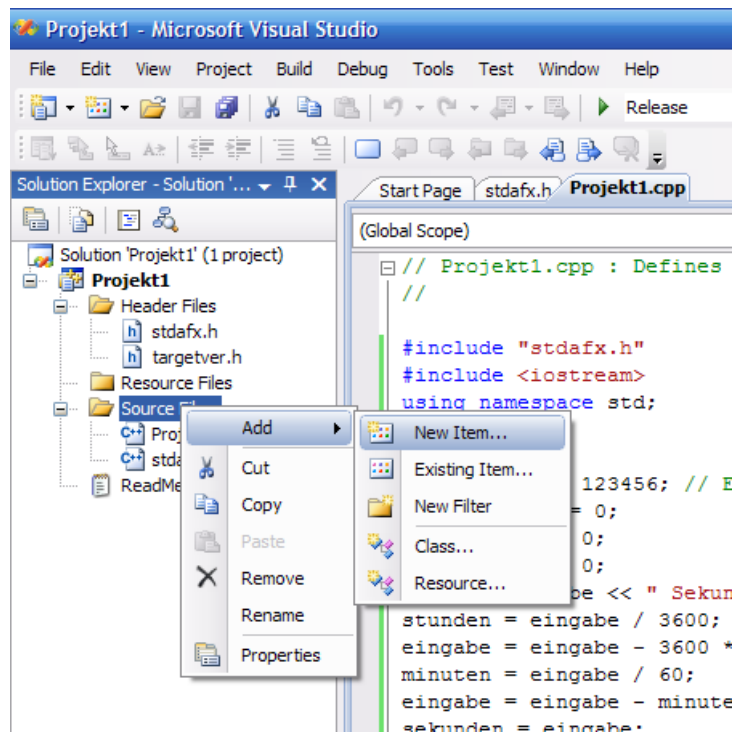 Projekt1 - Microsoft Visual Studio
File Edit View Project Build Debug Tools Test Window Help
Release
Solution Explorer - Solution '...
Start Page stdafx.h Projekt1.cpp
(Global Scope)
Solution 'Projekt1' (1 project)
Projekt1
Header Files
stdafx.h
targetver.h
Resource Files
Source
Add
Cut
Copy
Paste
Remove
Rename
Properties
New Item...
Existing Item...
New Filter
Class...
Resource...
// Projekt1.cpp : Defines
//
#include "stdafx.h"
#include <iostream>
using namespace std;
123456; //
= 0;
0;
0;
<< " Sekun
stunden = eingabe / 3600;
eingabe = eingabe - 3600 *
minuten = eingabe / 60;
eingabe = eingabe - minute
sekunden = eingabe;